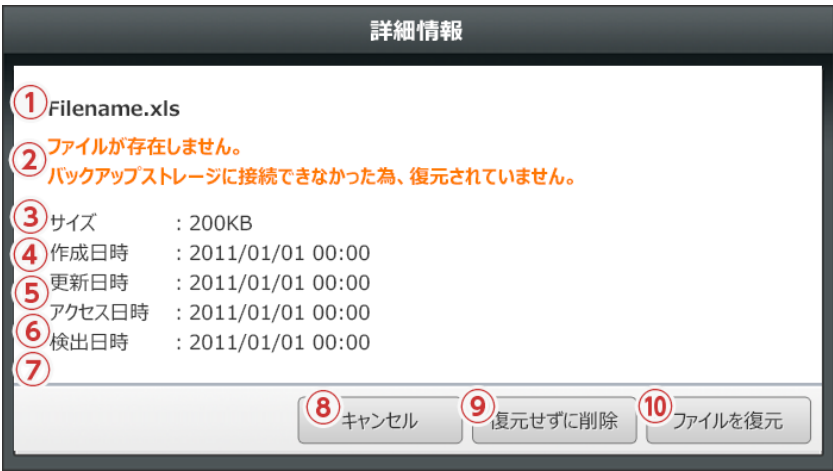 詳細情報
① Filename.xls
② ファイルが存在しません。
バックアップストレージに接続できなかった為、復元されていません。
③ サイズ : 200KB
④ 作成日時 : 2011/01/01 00:00
⑤ 更新日時 : 2011/01/01 00:00
アクセス日時 : 2011/01/01 00:00
⑥ 検出日時 : 2011/01/01 00:00
⑦
⑧ キャンセル ⑨ 復元せずに削除 ⑩ ファイルを復元